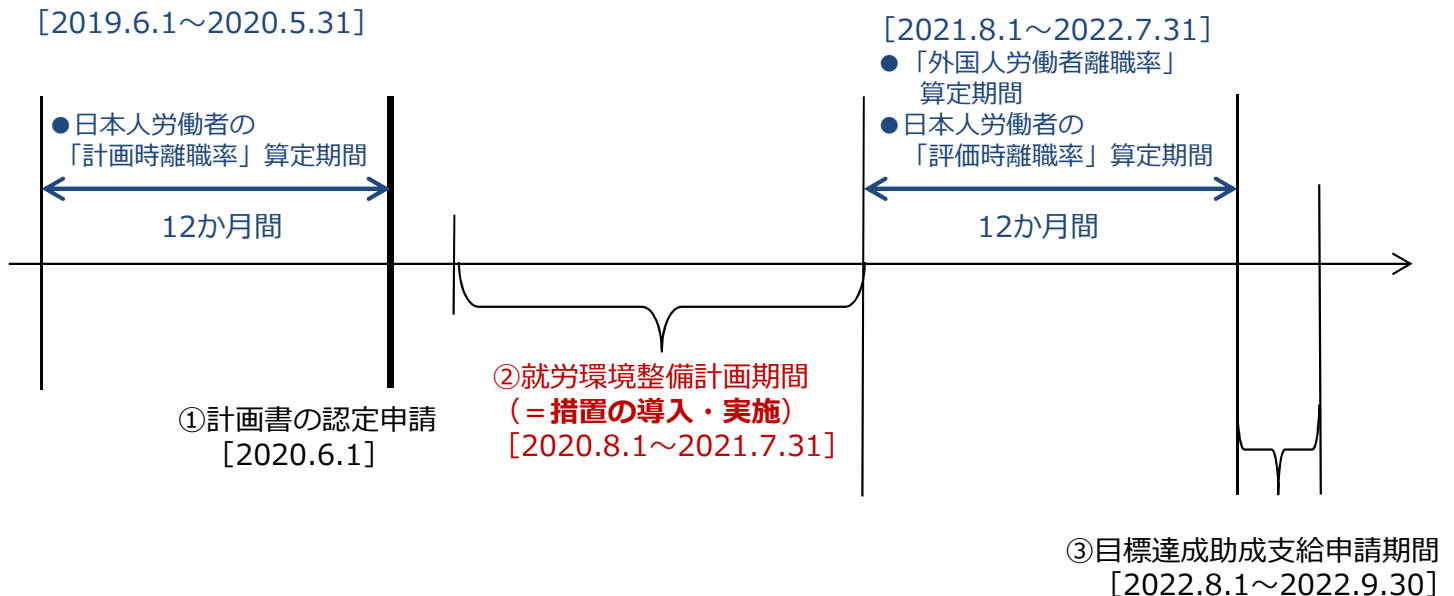 ［2019.6.1～2020.5.31］
●日本人労働者の
「計画時離職率」算定期間
12か月間
［2021.8.1～2022.7.31］
●「外国人労働者離職率」
算定期間
●日本人労働者の
「評価時離職率」算定期間
12か月間
①計画書の認定申請
［2020.6.1］
②就労環境整備計画期間
（＝措置の導入・実施）
［2020.8.1～2021.7.31］
③目標達成助成支給申請期間
［2022.8.1～2022.9.30］